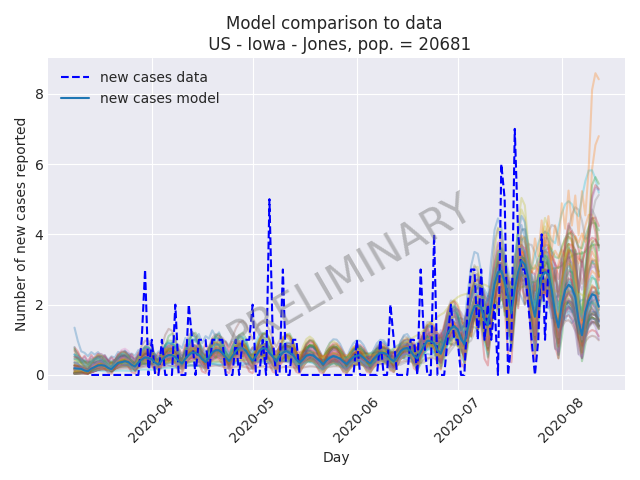 Model comparison to data
US - Iowa - Jones, pop. = 20681
new cases data
new cases model
PRELIMINARY
Number of new cases reported
8
6
4
2
0
2020-04
2020-05
2020-06
2020-07
2020-08
Day